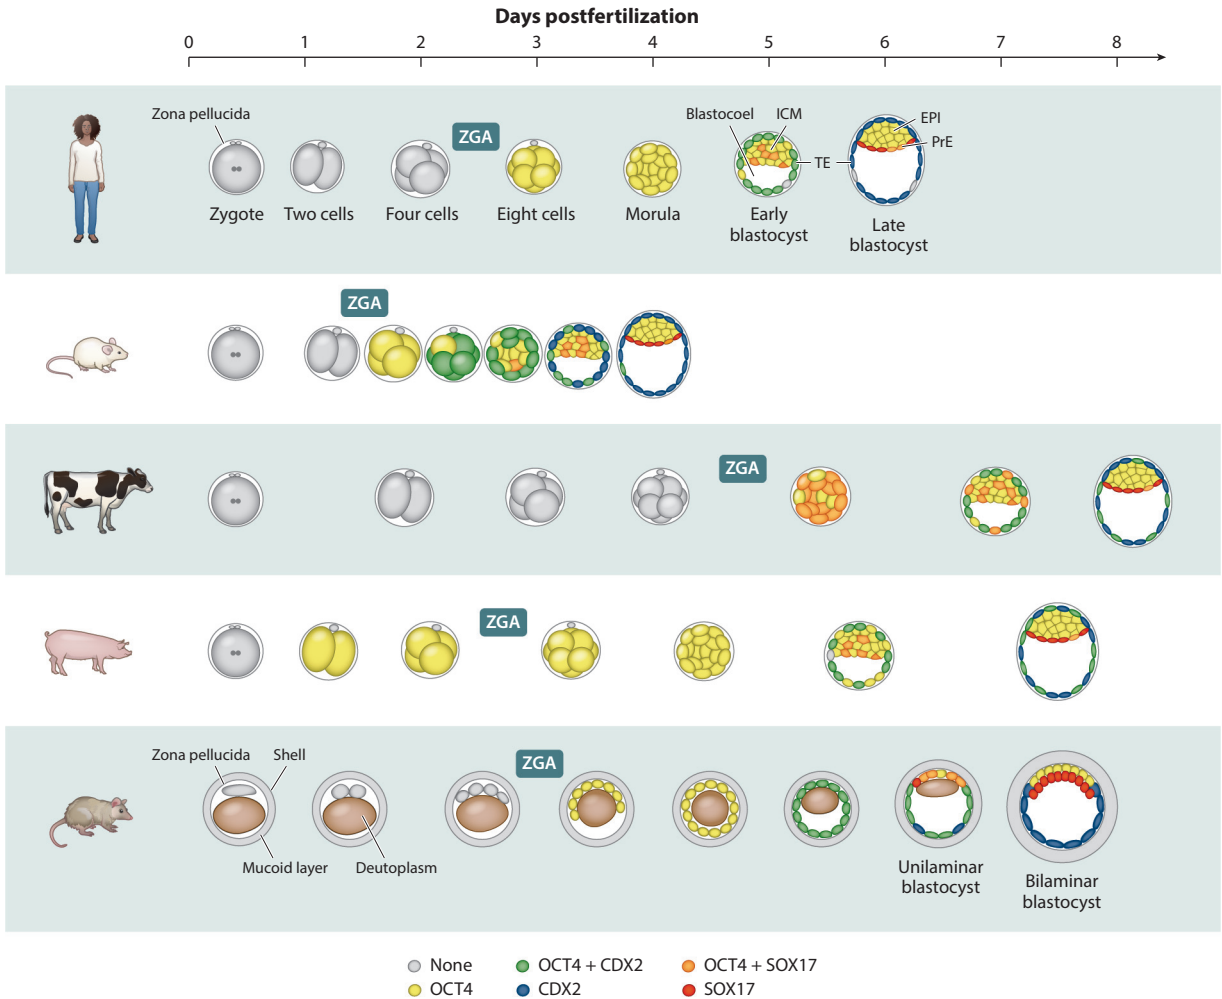 Days postfertilization
0 1 2 3 4 5 6 7 8
Zona pellucida
ZGA
Blastocoel
ICM
EPI
PrE
TE
Zygote
Two cells
Four cells
Eight cells
Morula
Early
blastocyst
Late
blastocyst
ZGA
ZGA
ZGA
Zona pellucida
Shell
ZGA
Mucoid layer
Deutoplasm
Unilaminar
blastocyst
Bilaminar
blastocyst
None
OCT4 + CDX2
OCT4 + SOX17
OCT4
CDX2
SOX17